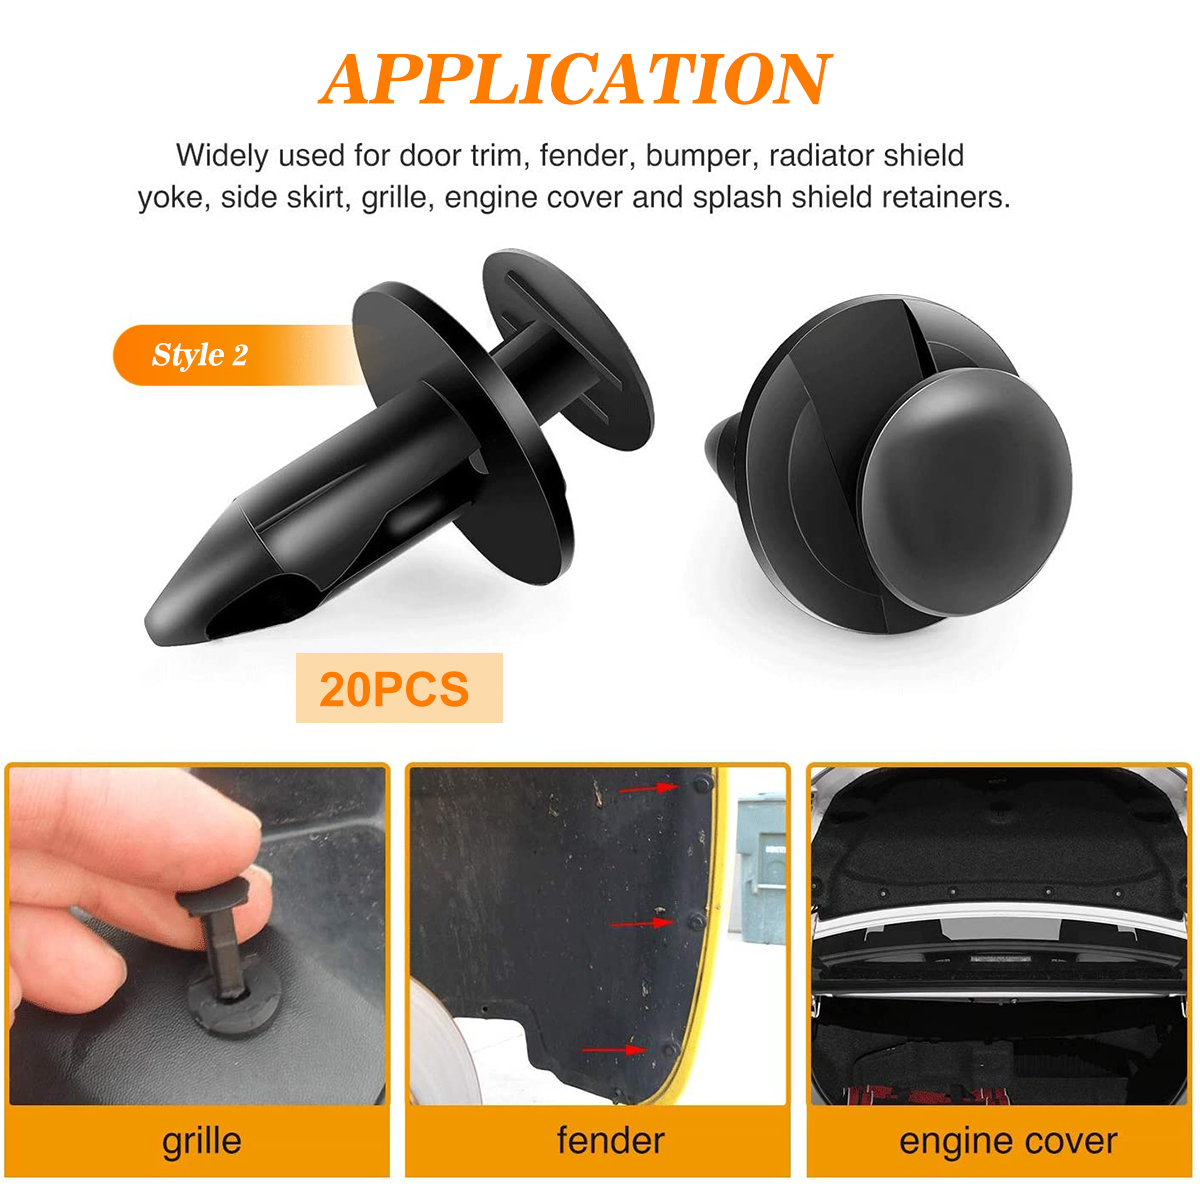 APPLICATION
Widely used for door trim, fender, bumper, radiator shield
yoke, side skirt, grille, engine cover and splash shield retainers.
Style 2
20PCS
grille
fender
engine cover